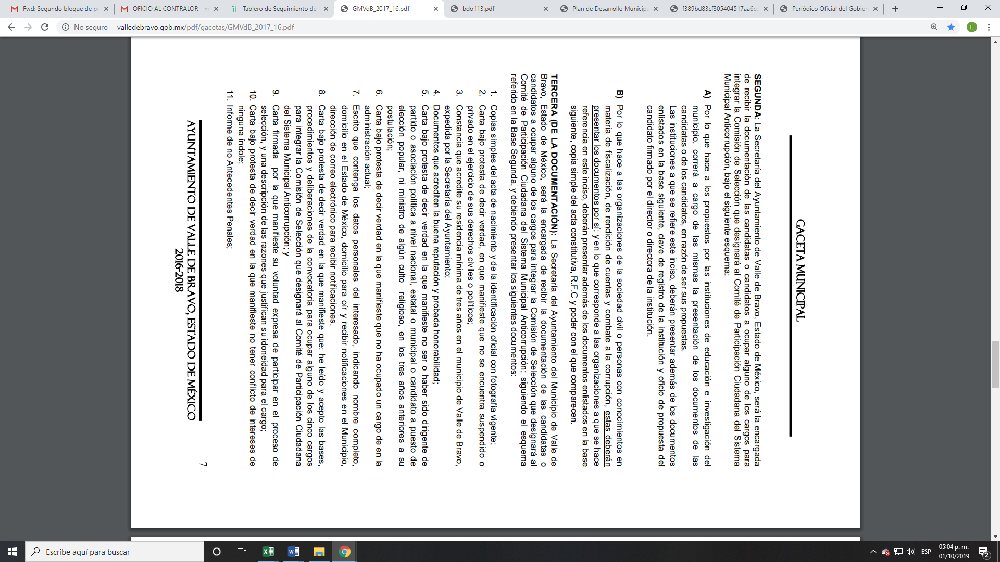 Fwd: Segundo bloque de pr
OFICIO AL CONTRALOR - m
Tablero de Seguimiento de
GMVdB_2017_16.pdf
bdo113.pdf
Plan de Desarrollo Municipa
f389bd83cf305404517aa6c
Periódico Oficial del Gobier
No seguro
valledebravo.gob.mx/pdf/gacetas/GMVdB_2017_16.pdf
L
GACETA MUNICIPAL
SEGUNDA: La Secretaría del Ayuntamiento de Valle de Bravo, Estado de México, será la encargada
de recibir la documentación de las candidatas o candidatos a ocupar alguno de los cargos para
integrar la Comisión de Selección que designará al Comité de Participación Ciudadana del Sistema
Municipal Anticorrupción, bajo el siguiente esquema:
A) Por lo que hace a los propuestos por las instituciones de educación e investigación del
municipio, correrá a cargo de las mismas la presentación de los documentos de las
candidatas o de los candidatos, en razón de ser sus propuestas.
Las instituciones a que se refiere este inciso, deberán presentar además de los documentos
enlistados en la base siguiente, clave de registro de la institución y oficio de propuesta del
candidato firmado por el director o directora de la institución.
B) Por lo que hace a las organizaciones de la sociedad civil o personas con conocimientos en
materia de fiscalización, de rendición de cuentas y combate a la corrupción, estas deberán
presentar los documentos por sí; y en lo que corresponde a las organizaciones a que se hace
referencia en este inciso, deberán presentar además de los documentos enlistados en la base
siguiente, copia simple del acta constitutiva, R.F.C y poder con el que comparecen.
TERCERA (DE LA DOCUMENTACIÓN): La Secretaría del Ayuntamiento del Municipio de Valle de
Bravo, Estado de México, será la encargada de recibir la documentación de las candidatas o
candidatos a ocupar alguno de los cargos para integrar la Comisión de Selección que designará al
Comité de Participación Ciudadana del Sistema Municipal Anticorrupción; siguiendo el esquema
referido en la Base Segunda, y debiendo presentar los siguientes documentos:
1. Copias simples del acta de nacimiento y de la identificación oficial con fotografía vigente;
2. Carta bajo protesta de decir verdad, en que manifieste que no se encuentra suspendido o
privado en el ejercicio de sus derechos civiles o políticos;
3. Constancia que acredite su residencia mínima de tres años en el municipio de Valle de Bravo,
expedida por la Secretaría del Ayuntamiento;
4. Documentos que acrediten la buena reputación y probada honorabilidad;
5. Carta bajo protesta de decir verdad en la que manifieste no ser o haber sido dirigente de
partido o asociación política a nivel nacional, estatal o municipal o candidato a puesto de
elección popular, ni ministro de algún culto religioso, en los tres años anteriores a su
postulación;
6. Carta bajo protesta de decir verdad en la que manifieste que no ha ocupado un cargo de en la
administración actual;
7. Escrito que contenga los datos personales del interesado, indicando nombre completo,
domicilio en el Estado de México, domicilio para oír y recibir notificaciones en el Municipio,
dirección de correo electrónico para recibir notificaciones.
8. Carta bajo protesta de decir verdad en la que manifieste que: he leído y acepto las bases,
procedimientos y deliberaciones de la convocatoria para ocupar alguno de los cinco cargos
para integrar la Comisión de Selección que designará al Comité de Participación Ciudadana
del Sistema Municipal Anticorrupción; y
9. Carta firmada por la que manifieste su voluntad expresa de participar en el proceso de
selección, y una descripción de las razones que justifican su idoneidad para el cargo;
10. Carta bajo protesta de decir verdad en la que manifieste no tener conflicto de intereses de
ninguna índole;
11. Informe de no Antecedentes Penales;
7
AYUNTAMIENTO DE VALLE DE BRAVO, ESTADO DE MÉXICO
2016-2018
Escribe aquí para buscar
ESP
05:04 p. m.
01/10/2019
2